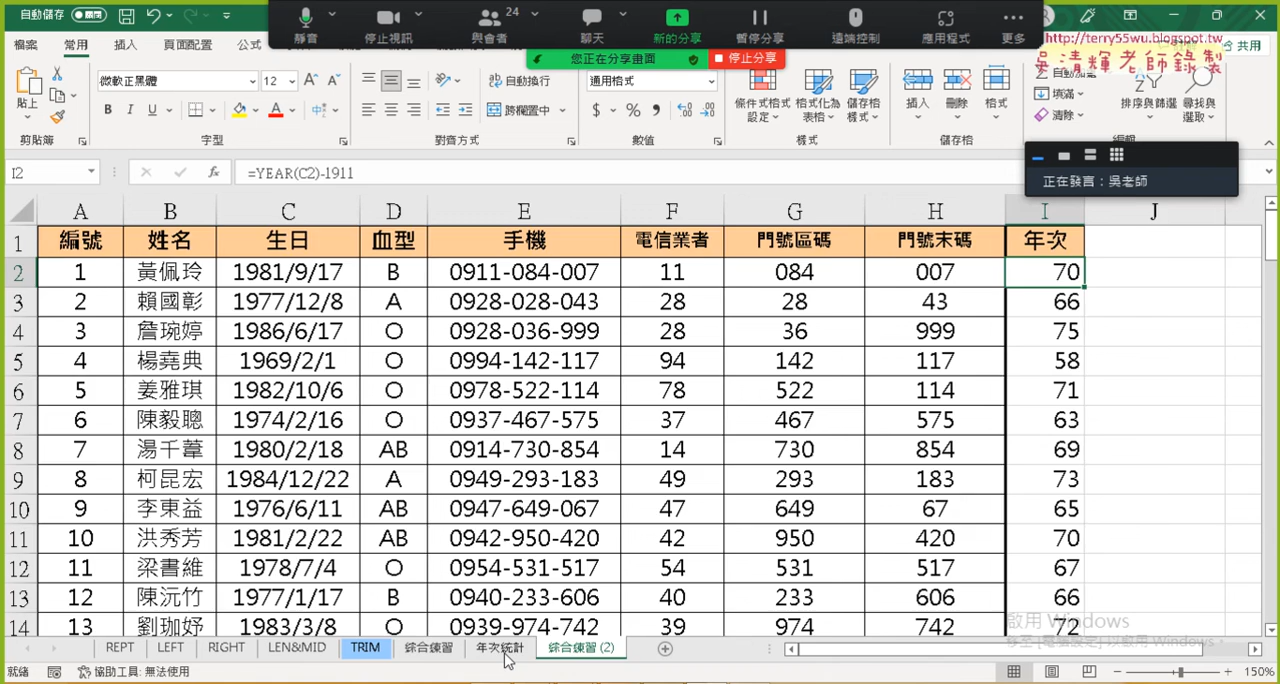 自動儲存
靜音
停止視訊
與會者
24
聊天
新的分享
暫停分享
遠端控制
應用程式
更多
您正在分享畫面
停止分享
http://terry55wu.blogspot.tw
吳清輝老師錄製
檔案 常用 插入 頁面配置 公式
共用
貼上
剪貼簿
微軟正黑體 12
B I U
字型
自動換行
跨欄置中
對齊方式
通用格式
數值
條件式格式設定
格式化為表格
儲存格樣式
樣式
插入 刪除 格式
儲存格
填滿
清除
排序與篩選
尋找與選取
編輯
正在發言：吳老師
I2
fx
=YEAR(C2)-1911
A B C D E F G H I J
1 編號 姓名 生日 血型 手機 電信業者 門號區碼 門號末碼 年次
2 1 黃佩玲 1981/9/17 B 0911-084-007 11 084 007 70
3 2 賴國彰 1977/12/8 A 0928-028-043 28 28 43 66
4 3 詹琬婷 1986/6/17 O 0928-036-999 28 36 999 75
5 4 楊堯典 1969/2/1 O 0994-142-117 94 142 117 58
6 5 姜雅琪 1982/10/6 O 0978-522-114 78 522 114 71
7 6 陳毅聰 1974/2/16 O 0937-467-575 37 467 575 63
8 7 湯千葦 1980/2/18 AB 0914-730-854 14 730 854 69
9 8 柯昆宏 1984/12/22 A 0949-293-183 49 293 183 73
10 9 李東益 1976/6/11 AB 0947-649-067 47 649 67 65
11 10 洪秀芳 1981/2/22 AB 0942-950-420 42 950 420 70
12 11 梁書維 1978/7/4 O 0954-531-517 54 531 517 67
13 12 陳沅竹 1977/1/17 B 0940-233-606 40 233 606 66
14 13 劉珈妤 1983/3/8 O 0939-974-742 39 974 742 72
啟用 Windows
移至 [電腦設定] 以啟用 Windows。
REPT LEFT RIGHT LEN&MID TRIM 綜合練習 年次統計 綜合練習 (2)
就緒
協助工具: 無法使用
150%